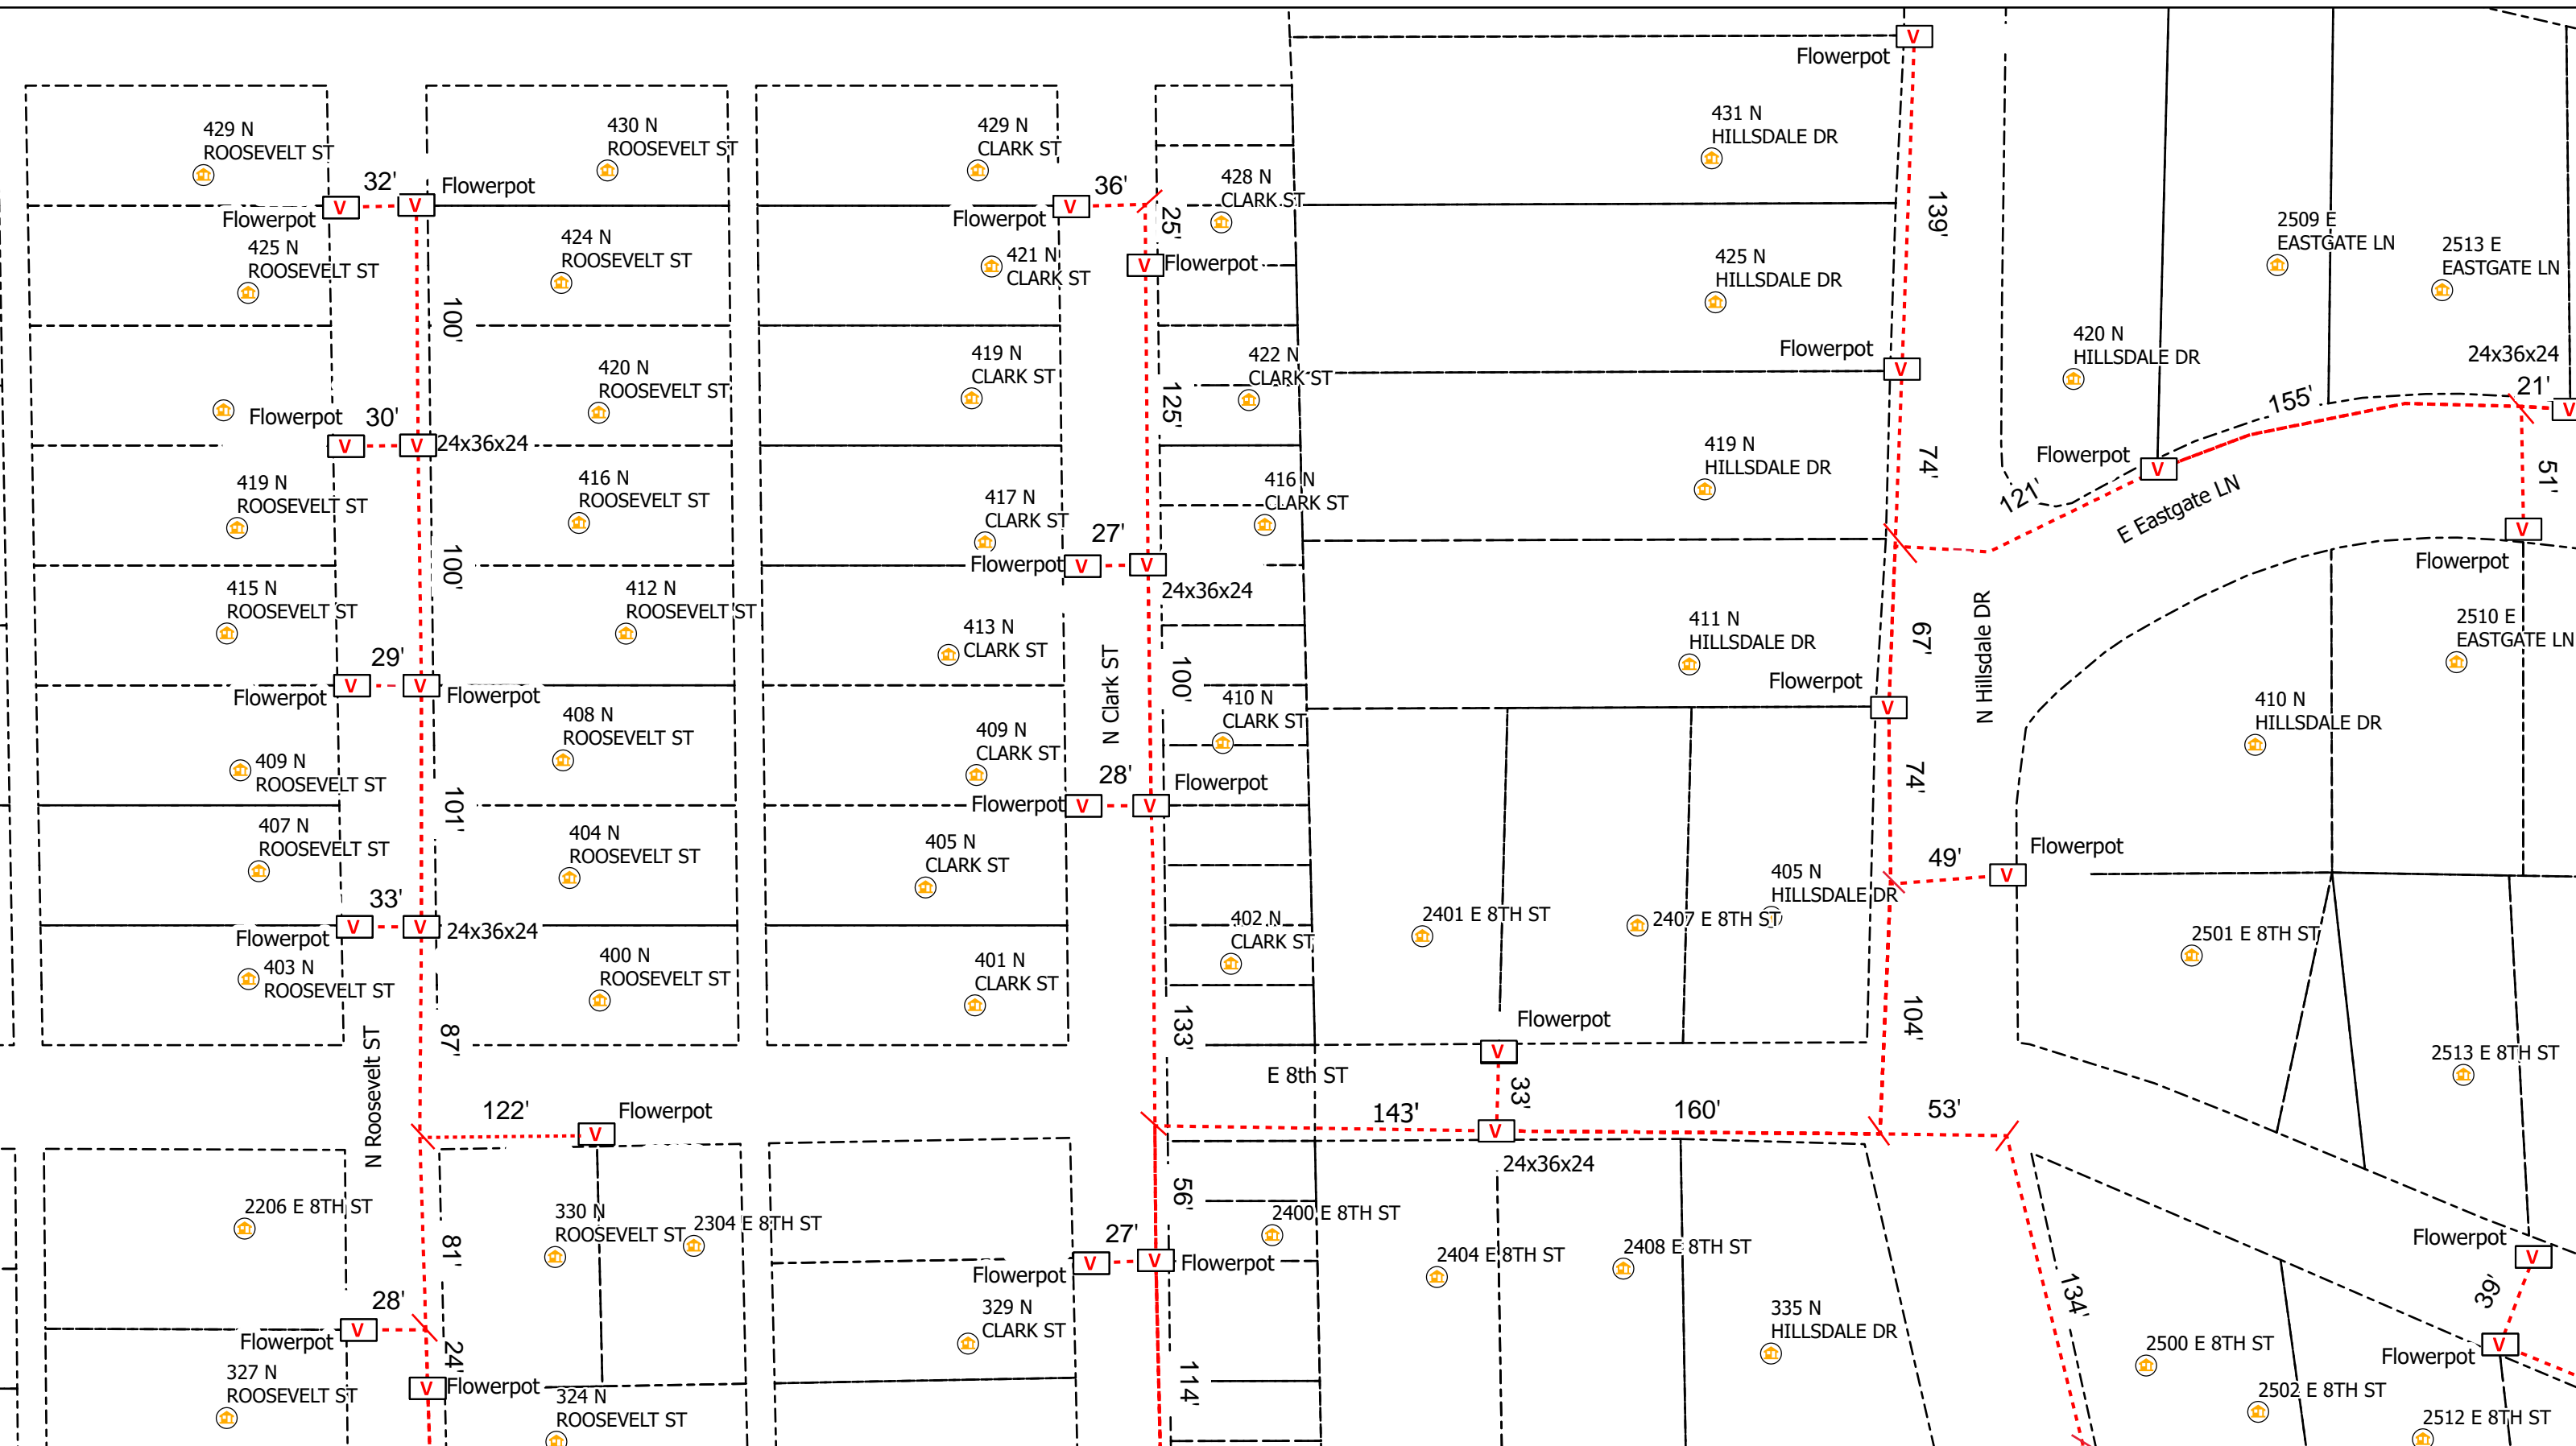 Flowerpot
431 N
HILLSDALE DR
429 N
ROOSEVELT ST
430 N
ROOSEVELT ST
429 N
CLARK ST
428 N
CLARK ST
32'
Flowerpot
Flowerpot
36'
Flowerpot
25'
139'
425 N
ROOSEVELT ST
424 N
ROOSEVELT ST
421 N
CLARK ST
Flowerpot
425 N
HILLSDALE DR
2509 E
EASTGATE LN
2513 E
EASTGATE LN
100'
420 N
ROOSEVELT ST
419 N
CLARK ST
422 N
CLARK ST
Flowerpot
420 N
HILLSDALE DR
24x36x24
21'
155'
125'
Flowerpot
30'
24x36x24
419 N
HILLSDALE DR
74'
Flowerpot
121'
E Eastgate LN
51'
419 N
ROOSEVELT ST
416 N
ROOSEVELT ST
417 N
CLARK ST
416 N
CLARK ST
27'
Flowerpot
24x36x24
Flowerpot
100'
415 N
ROOSEVELT ST
412 N
ROOSEVELT ST
413 N
CLARK ST
411 N
HILLSDALE DR
67'
N Hillsdale DR
2510 E
EASTGATE LN
29'
Flowerpot
Flowerpot
N Clark ST
100'
Flowerpot
410 N
CLARK ST
410 N
HILLSDALE DR
408 N
ROOSEVELT ST
409 N
CLARK ST
409 N
ROOSEVELT ST
101'
28'
Flowerpot
Flowerpot
74'
407 N
ROOSEVELT ST
404 N
ROOSEVELT ST
405 N
CLARK ST
49'
Flowerpot
405 N
HILLSDALE DR
33'
Flowerpot
24x36x24
402 N
CLARK ST
2401 E 8TH ST
2407 E 8TH ST
2501 E 8TH ST
403 N
ROOSEVELT ST
400 N
ROOSEVELT ST
401 N
CLARK ST
N Roosevelt ST
87'
133'
Flowerpot
104'
E 8th ST
33'
2513 E 8TH ST
122'
Flowerpot
143'
160'
53'
24x36x24
2206 E 8TH ST
330 N
ROOSEVELT ST
2304 E 8TH ST
56'
2400 E 8TH ST
81'
27'
Flowerpot
Flowerpot
2404 E 8TH ST
2408 E 8TH ST
Flowerpot
28'
Flowerpot
329 N
CLARK ST
335 N
HILLSDALE DR
134'
39'
2500 E 8TH ST
Flowerpot
327 N
ROOSEVELT ST
24'
Flowerpot
324 N
ROOSEVELT ST
114'
2502 E 8TH ST
2512 E 8TH ST